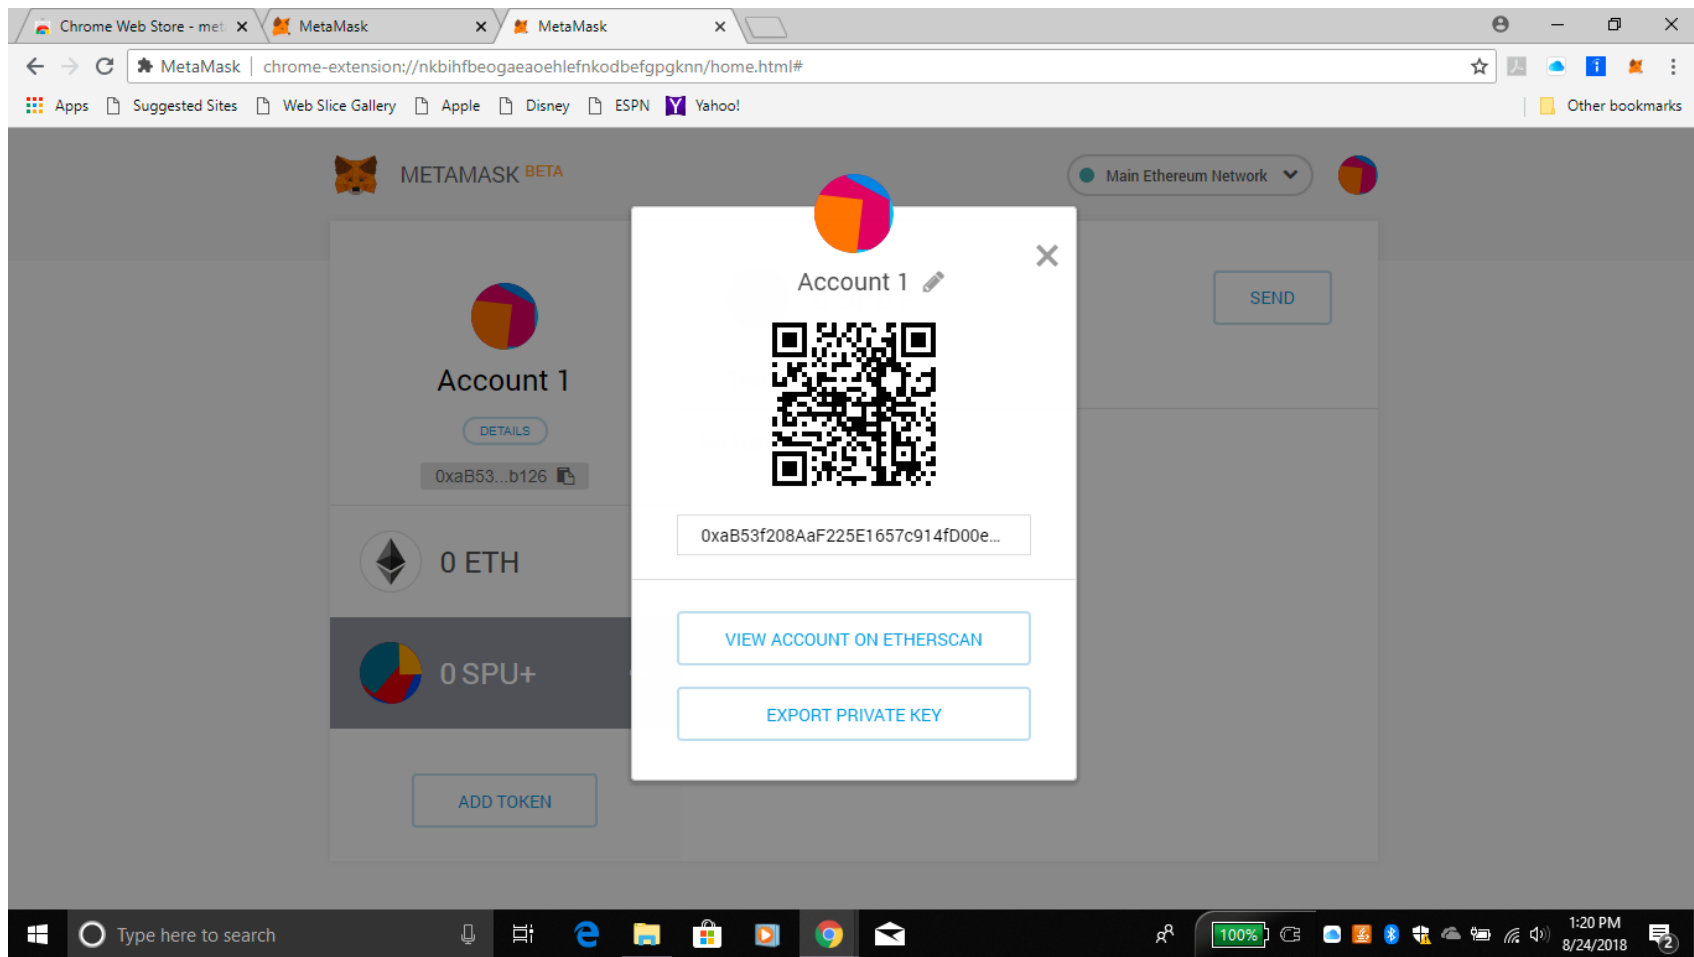 Chrome Web Store - met
MetaMask
MetaMask
MetaMask
chrome-extension://nkbihfbeogaeaoehlefnkodbefgpgknn/home.html#
Apps
Suggested Sites
Web Slice Gallery
Apple
Disney
ESPN
Yahoo!
Other bookmarks
METAMASK BETA
Main Ethereum Network
Account 1
DETAILS
0xaB53...b126
0 ETH
0 SPU+
ADD TOKEN
Account 1
0xaB53f208AaF225E1657c914fD00e...
VIEW ACCOUNT ON ETHERSCAN
EXPORT PRIVATE KEY
SEND
Type here to search
100%
1:20 PM
8/24/2018
2